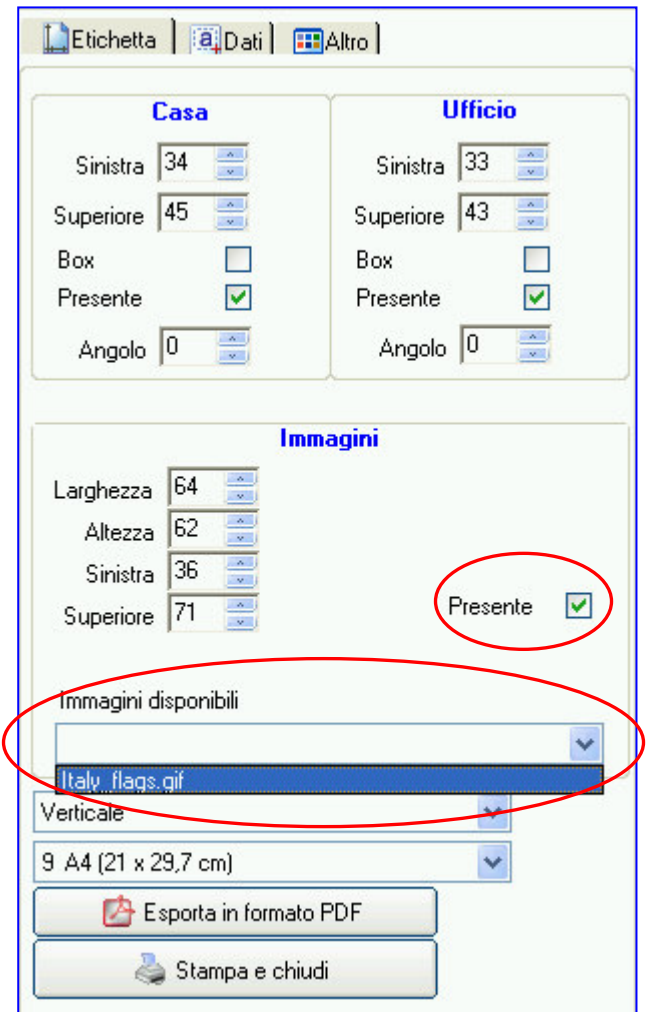 Etichetta Dati Altro
Casa
Sinistra 34
Superiore 45
Box
Presente
Angolo 0
Ufficio
Sinistra 33
Superiore 43
Box
Presente
Angolo 0
Immagini
Larghezza 64
Altezza 62
Sinistra 36
Superiore 71
Presente
Immagini disponibili
Italy_flags.gif
Verticale
9 A4 (21 x 29,7 cm)
Esporta in formato PDF
Stampa e chiudi